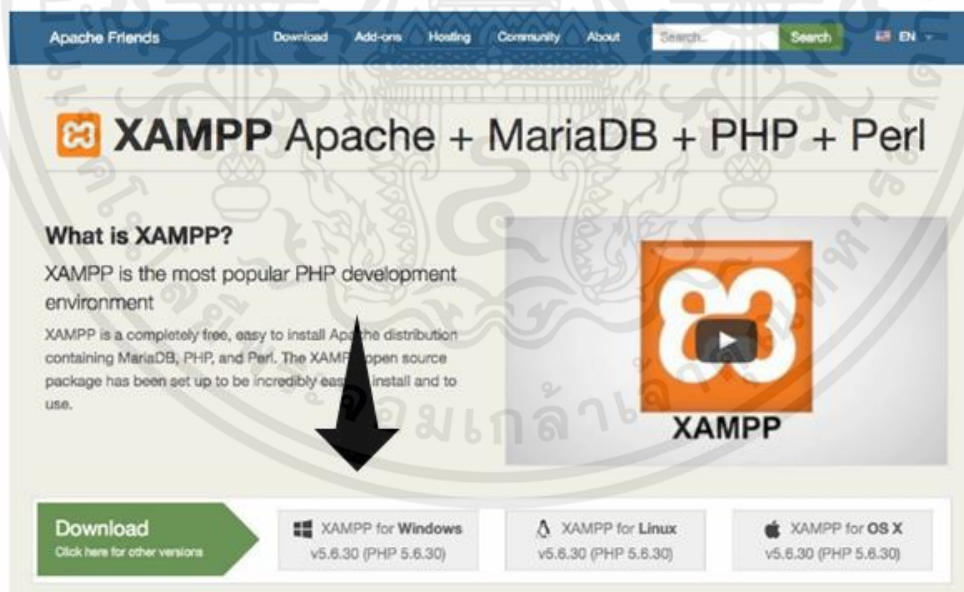 Apache Friends Download Add-ons Hosting Community About Search... Search EN
XAMPP Apache + MariaDB + PHP + Perl
What is XAMPP?
XAMPP is the most popular PHP development
environment
XAMPP is a completely free, easy to install Apache distribution
containing MariaDB, PHP, and Perl. The XAMPP open source
package has been set up to be incredibly easy install and to
use.
XAMPP
Download
Click here for other versions
XAMPP for Windows
v5.6.30 (PHP 5.6.30)
XAMPP for Linux
v5.6.30 (PHP 5.6.30)
XAMPP for OS X
v5.6.30 (PHP 5.6.30)